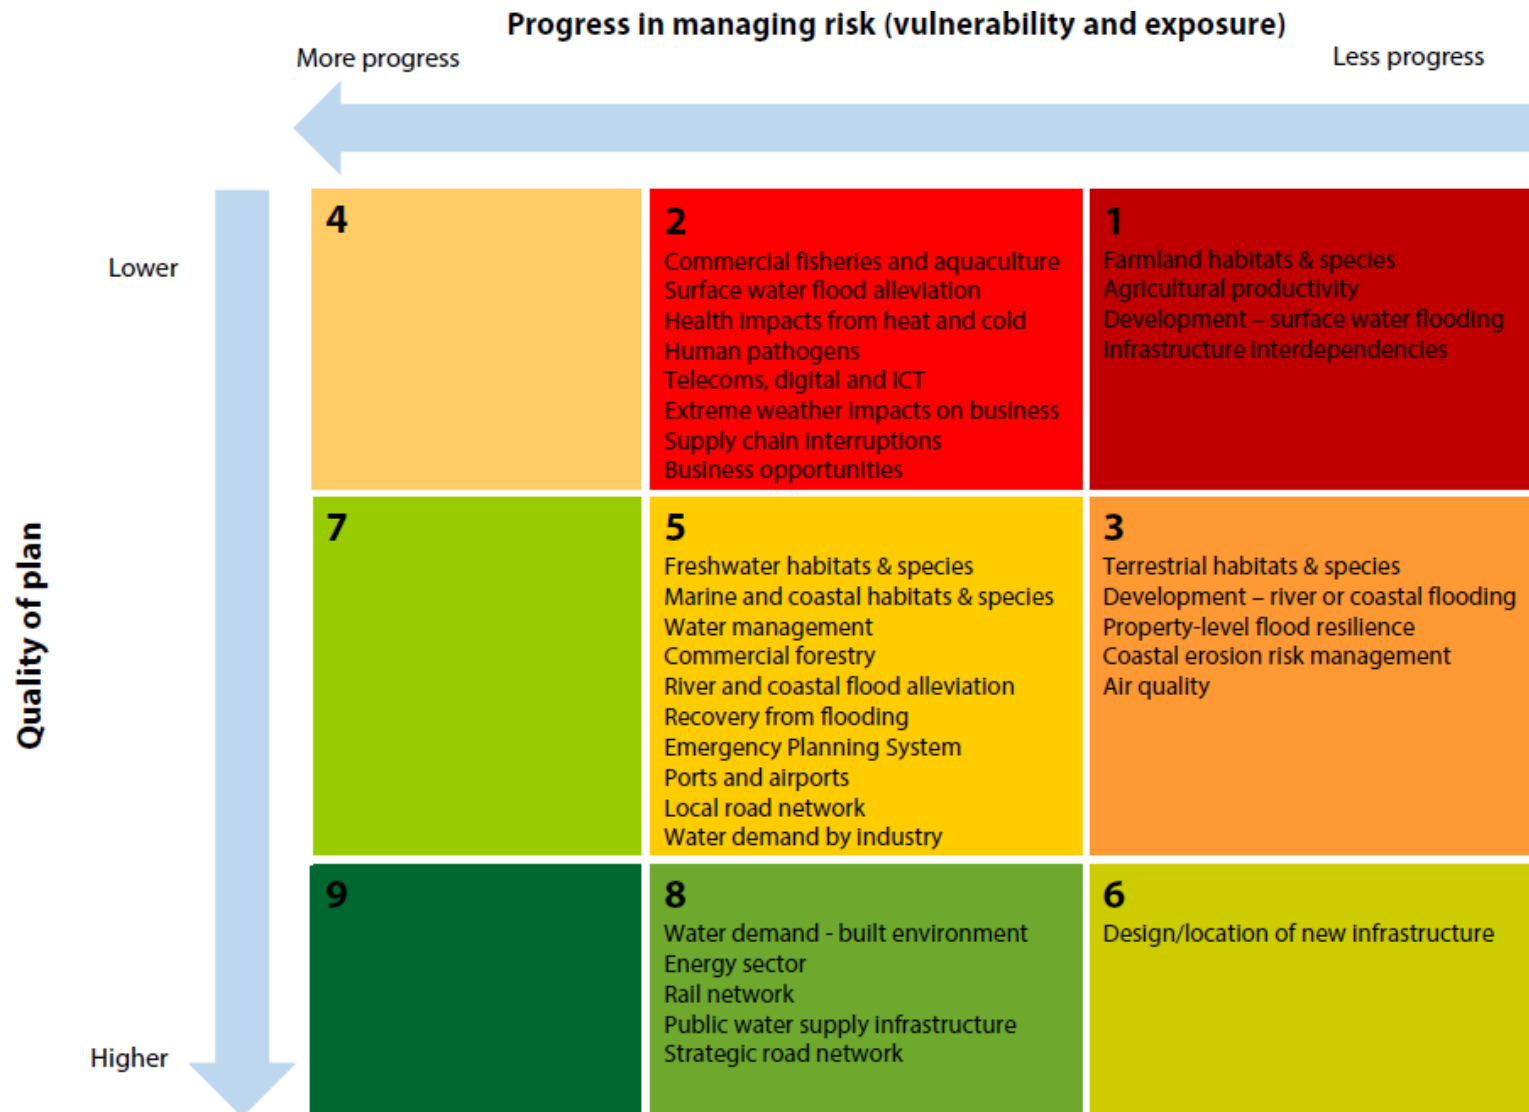 Progress in managing risk (vulnerability and exposure)
More progress
Less progress
Quality of plan
Lower
Higher
4
2
Commercial fisheries and aquaculture
Surface water flood alleviation
Health impacts from heat and cold
Human pathogens
Telecoms, digital and ICT
Extreme weather impacts on business
Supply chain interruptions
Business opportunities
1
Farmland habitats & species
Agricultural productivity
Development – surface water flooding
Infrastructure interdependencies
7
5
Freshwater habitats & species
Marine and coastal habitats & species
Water management
Commercial forestry
River and coastal flood alleviation
Recovery from flooding
Emergency Planning System
Ports and airports
Local road network
Water demand by industry
3
Terrestrial habitats & species
Development – river or coastal flooding
Property-level flood resilience
Coastal erosion risk management
Air quality
9
8
Water demand - built environment
Energy sector
Rail network
Public water supply infrastructure
Strategic road network
6
Design/location of new infrastructure